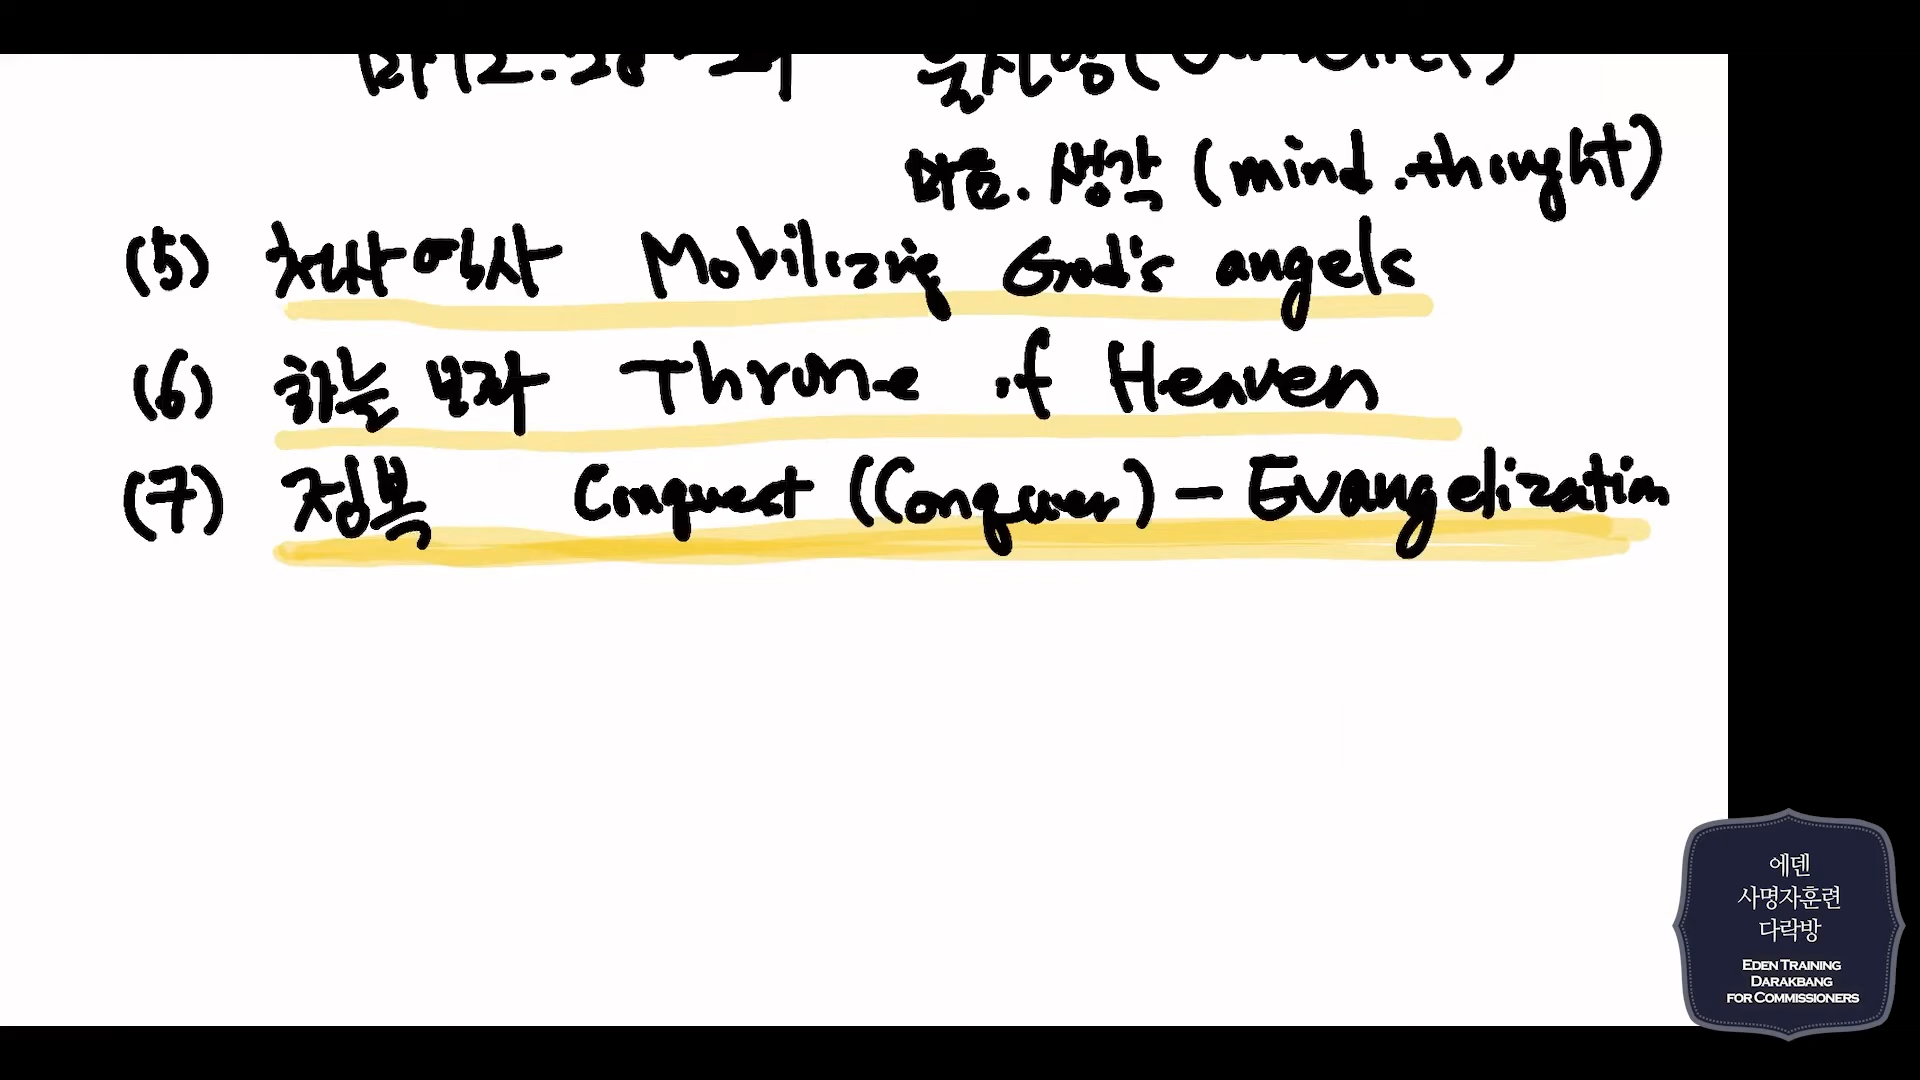 마음.생각 (mind.thought)
(5) 천사역사 Mobilizing God's angels
(6) 하늘 보좌 Throne of Heaven
(7) 정복 Conquest (Conquer) - Evangelization
에덴
사명자훈련
다락방
EDEN TRAINING
DARAKBANG
FOR COMMISSIONERS